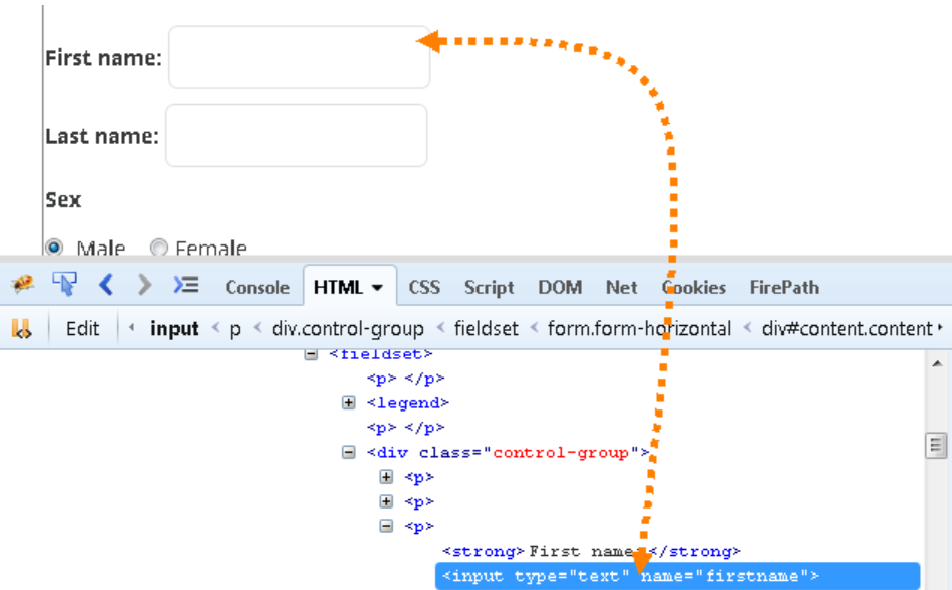 First name:
Last name:
Sex
Male Female
Console HTML CSS Script DOM Net Cookies FirePath
Edit input < p < div.control-group < fieldset < form.form-horizontal < div#content.content
<fieldset>
<p> </p>
<legend>
<p> </p>
<div class="control-group">
<p>
<p>
<p>
<strong>First name:</strong>
<input type="text" name="firstname">